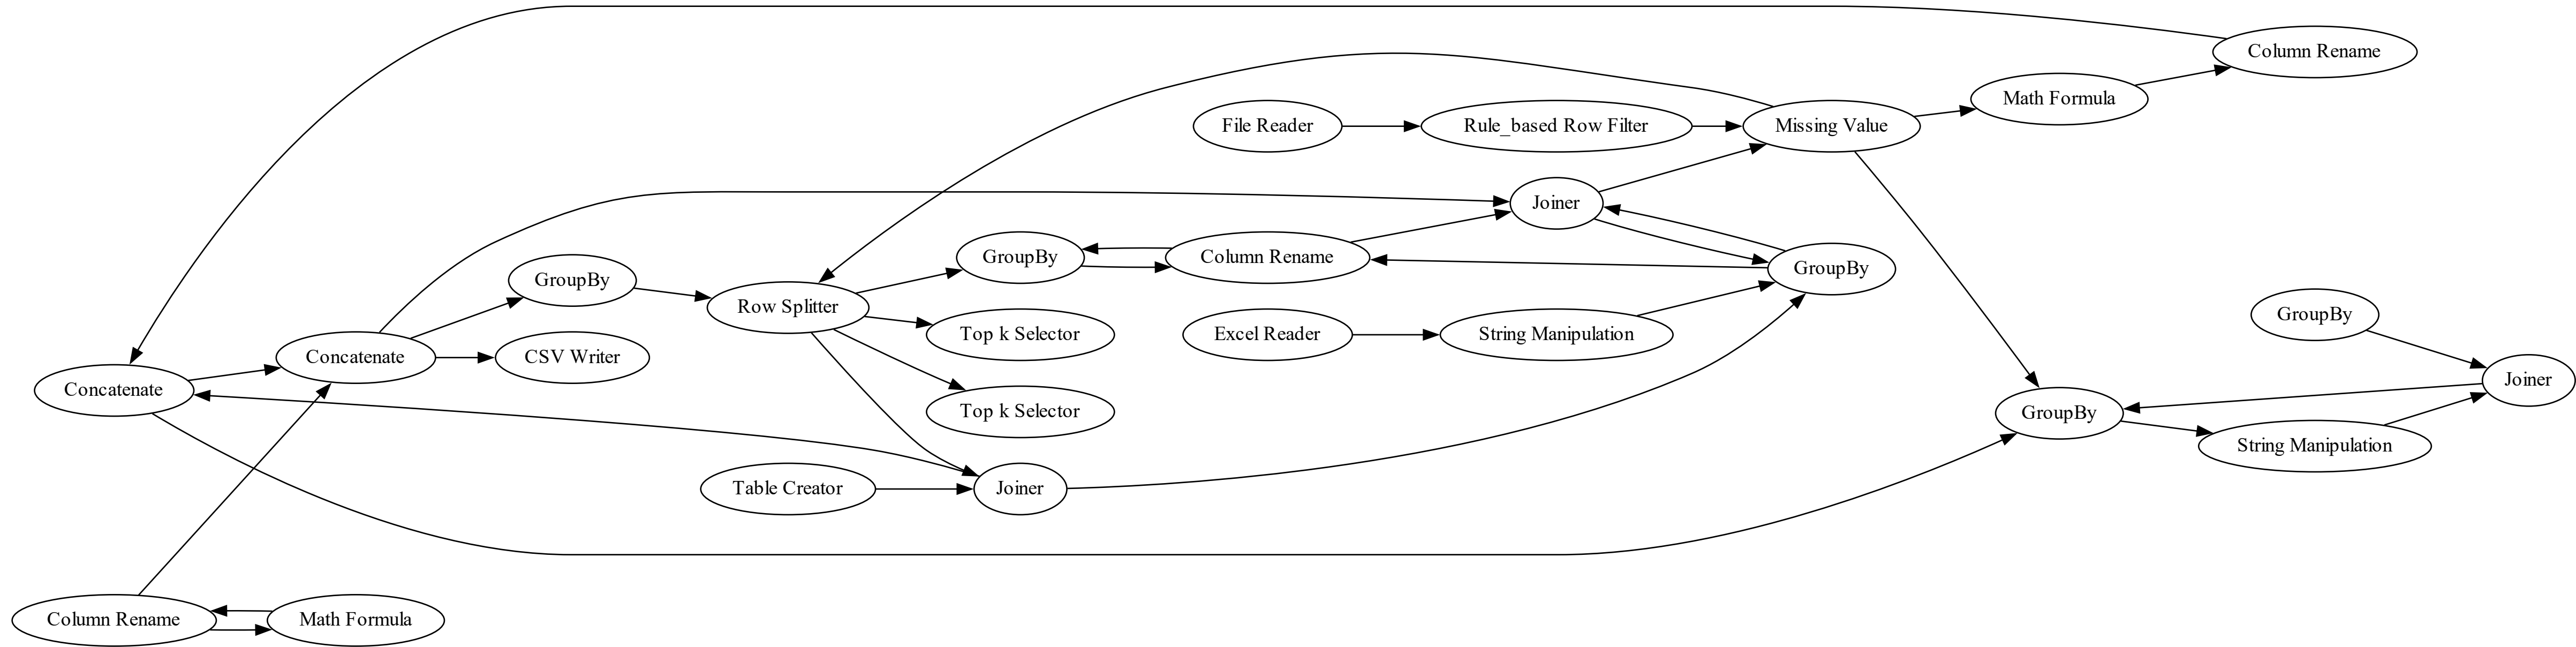 Column Rename
Math Formula
File Reader
Rule_based Row Filter
Missing Value
Joiner
GroupBy
Column Rename
GroupBy
GroupBy
Row Splitter
GroupBy
Excel Reader
String Manipulation
Top k Selector
Concatenate
CSV Writer
Concatenate
Joiner
Top k Selector
GroupBy
String Manipulation
Table Creator
Joiner
Column Rename
Math Formula